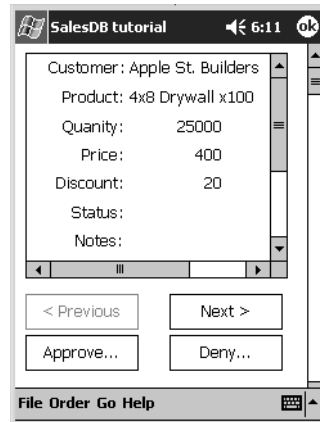 SalesDB tutorial 6:11 ok
Customer: Apple St. Builders
Product: 4x8 Drywall x100
Quanity: 25000
Price: 400
Discount: 20
Status:
Notes:
< Previous Next >
Approve... Deny...
File Order Go Help